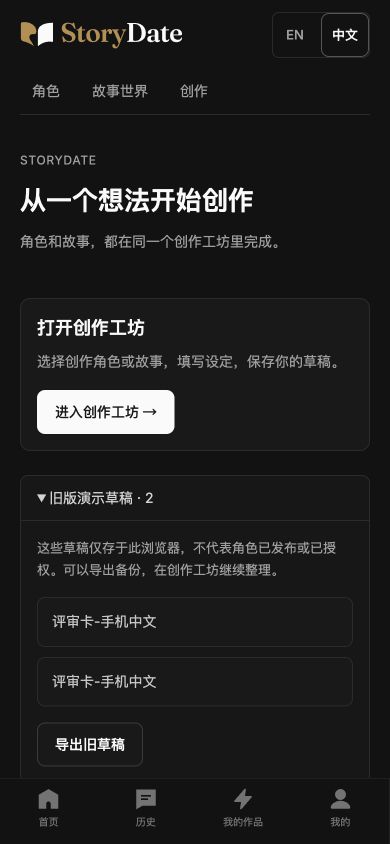 StoryDate
EN 中文
角色 故事世界 创作
STORYDATE
从一个想法开始创作
角色和故事，都在同一个创作工坊里完成。
打开创作工坊
选择创作角色或故事，填写设定，保存你的草稿。
进入创作工坊 →
▼旧版演示草稿 · 2
这些草稿仅存于此浏览器，不代表角色已发布或已授
权。可以导出备份，在创作工坊继续整理。
评审卡-手机中文
评审卡-手机中文
导出旧草稿
首页 历史 我的作品 我的